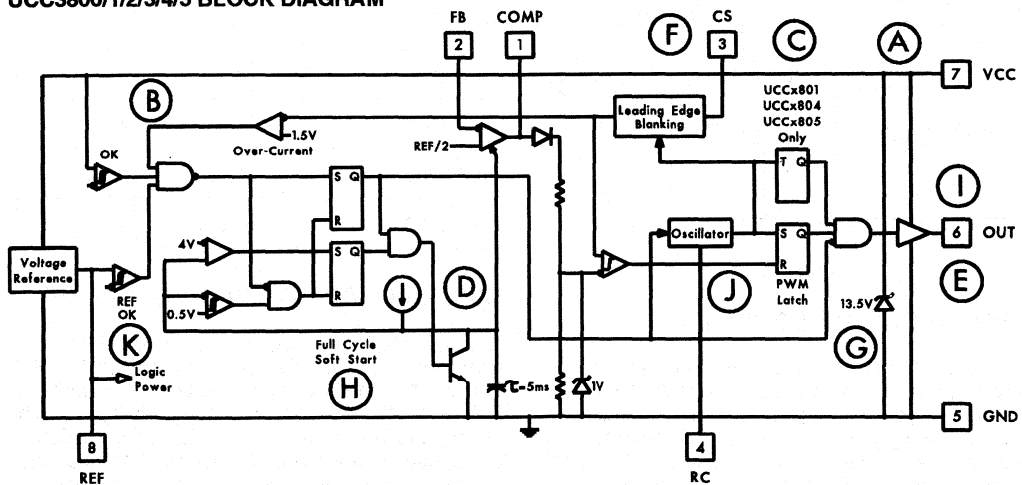 UCC3800/1/2/3/4/5 BLOCK DIAGRAM
FB
COMP
CS
2
1
F
3
C
A
7 VCC
B
UCCx801
UCCx804
UCCx805
Only
Leading Edge
Blanking
1.5V
Over-Current
REF/2
OK
T Q
S Q
R
I
6 OUT
4V
S Q
R
Oscillator
S Q
R
PWM
Latch
Voltage
Reference
REF
OK
0.5V
D
J
E
13.5V
K
Full Cycle
Soft Start
G
Logic
Power
H
τ=5ms
1V
5 GND
8
REF
4
RC